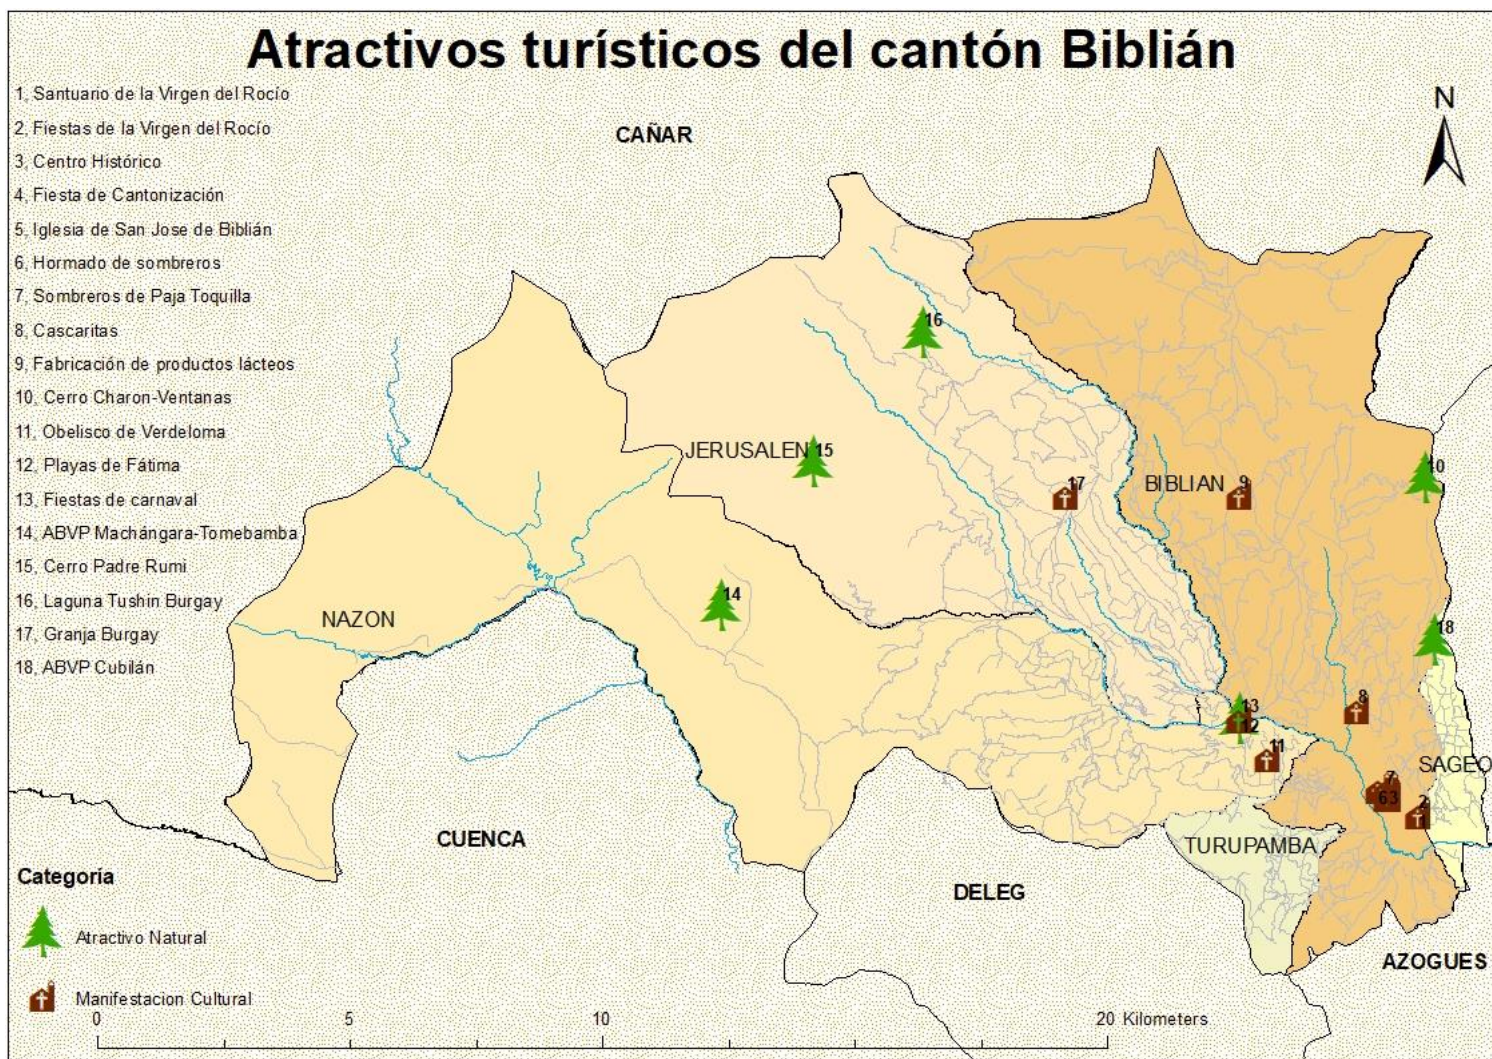 Atractivos turísticos del cantón Biblián
1, Santuario de la Virgen del Rocío
2, Fiestas de la Virgen del Rocío
3, Centro Histórico
4, Fiesta de Cantonización
5, Iglesia de San Jose de Biblián
6, Hormado de sombreros
7, Sombreros de Paja Toquilla
8, Cascaritas
9, Fabricación de productos lácteos
10, Cerro Charon-Ventanas
11, Obelisco de Verdeloma
12, Playas de Fátima
13, Fiestas de carnaval
14, ABVP Machángara-Tomebamba
15, Cerro Padre Rumi
16, Laguna Tushin Burgay
17, Granja Burgay
18, ABVP Cubilán
CAÑAR
N
16
JERUSALEN
15
17
BIBLIAN
9
10
14
NAZON
18
8
13
12
11
SAGEO
7
63
2
TURUPAMBA
CUENCA
DELEG
AZOGUES
Categoría
Atractivo Natural
Manifestacion Cultural
0
5
10
20 Kilometers